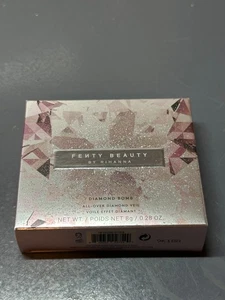 FENTY BEAUTY
BY RIHANNA
DIAMOND BOMB
ALL-OVER DIAMOND VEIL
VOILE EFFET DIAMANT
NET WT. / POIDS NET 8g / 0.28 OZ.